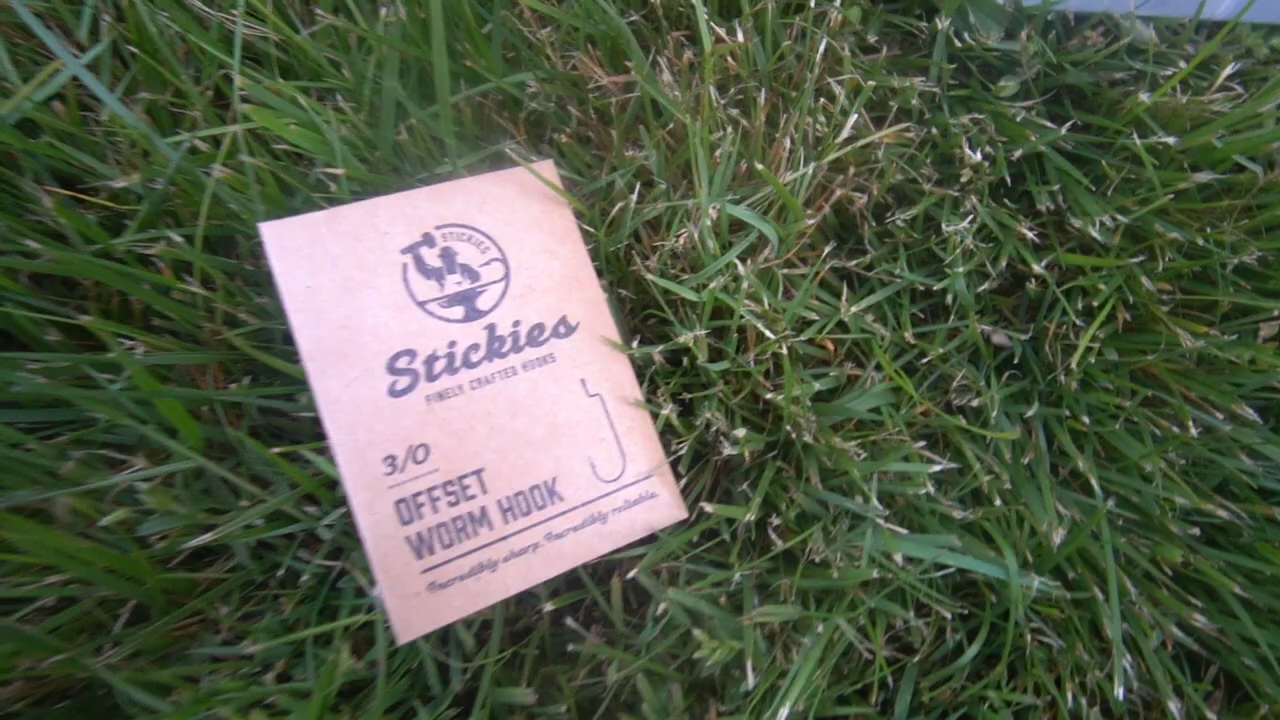 STICKIES
Stickies
FINELY CRAFTED HOOKS
3/0
OFFSET
WORM HOOK
Incredibly sharp. Incredibly reliable.